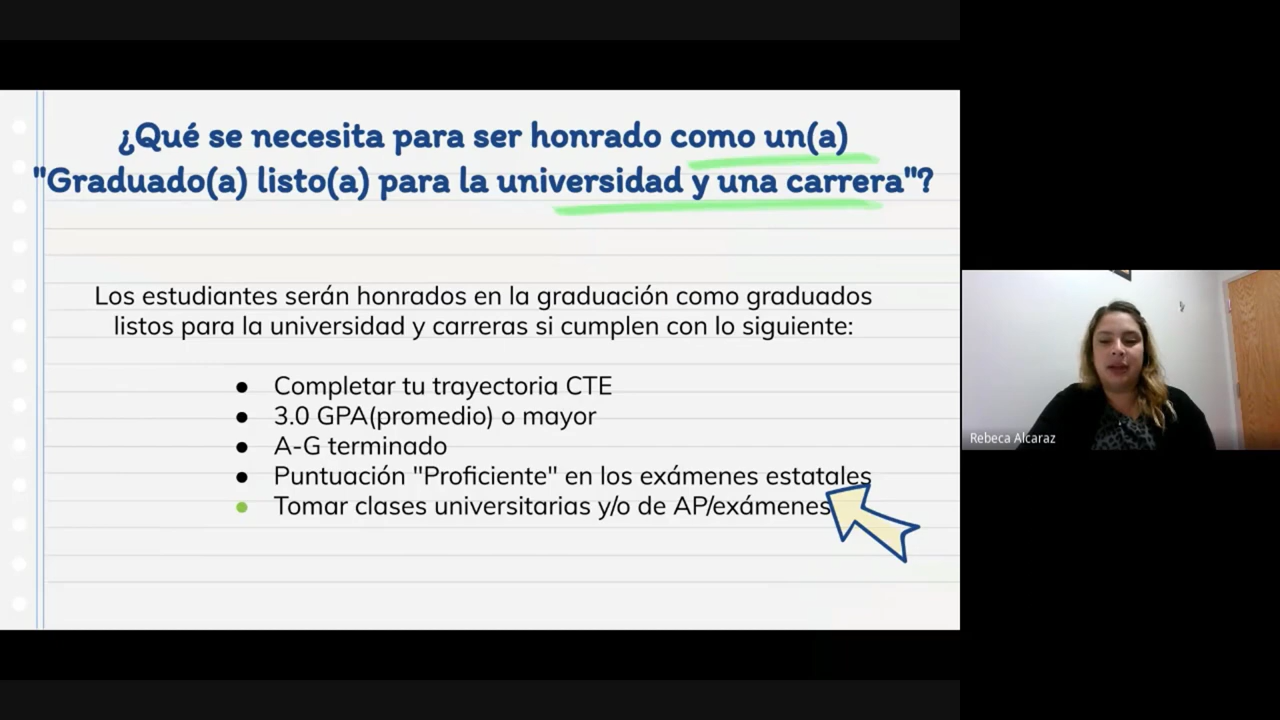 ¿Qué se necesita para ser honrado como un(a)
"Graduado(a) listo(a) para la universidad y una carrera"?
Los estudiantes serán honrados en la graduación como graduados
listos para la universidad y carreras si cumplen con lo siguiente:
● Completar tu trayectoria CTE
● 3.0 GPA(promedio) o mayor
● A-G terminado
● Puntuación "Proficiente" en los exámenes estatales
● Tomar clases universitarias y/o de AP/exámenes
Rebeca Alcaraz